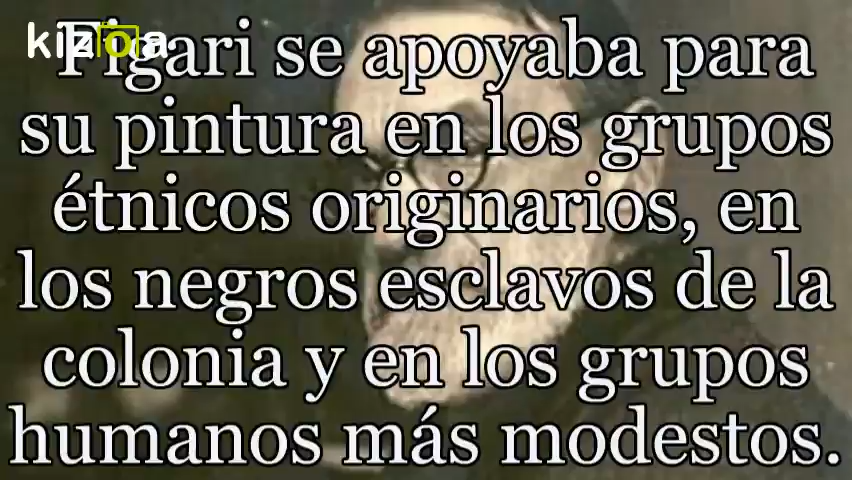 kizoa
Figari se apoyaba para
su pintura en los grupos
étnicos originarios, en
los negros esclavos de la
colonia y en los grupos
humanos más modestos.